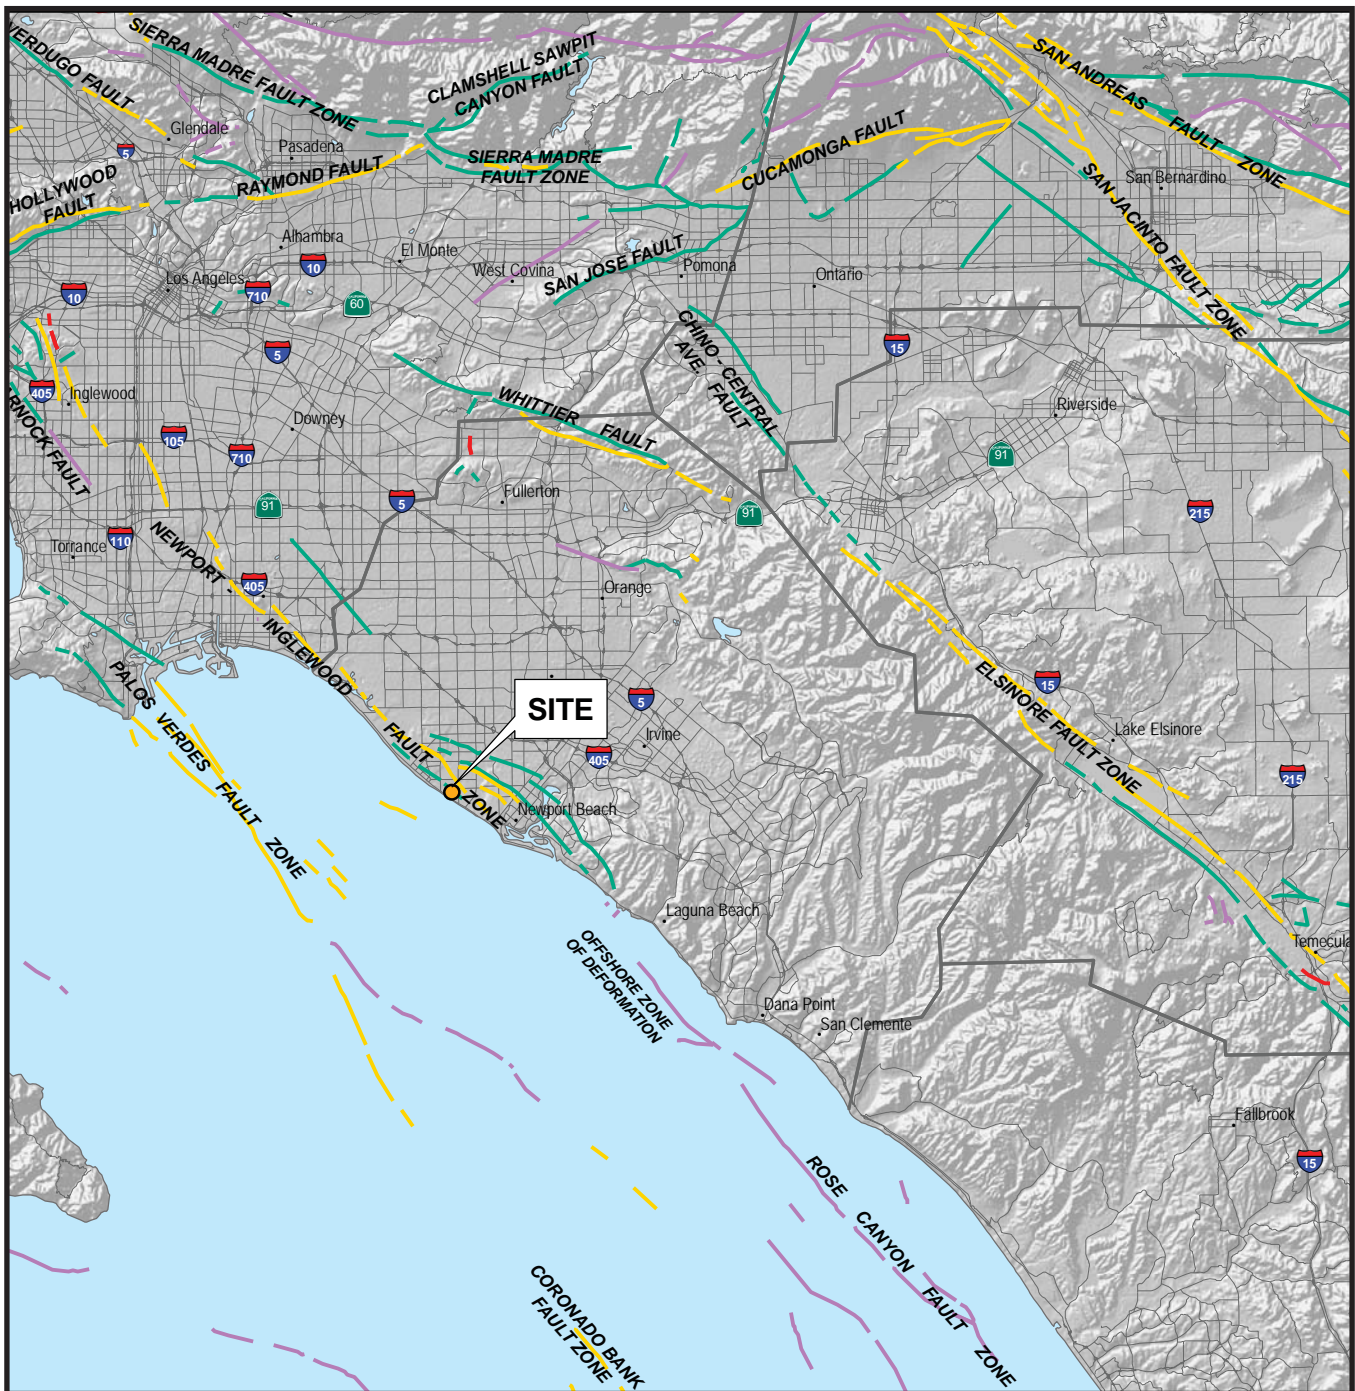 VERDUGO FAULT
SIERRA MADRE FAULT ZONE
CLAMSHELL SAWPIT
CANYON FAULT
SAN ANDREAS FAULT ZONE
Glendale
5
Pasadena
SIERRA MADRE
FAULT ZONE
CUCAMONGA FAULT
HOLLYWOOD
FAULT
RAYMOND FAULT
San Bernardino
SAN JACINTO FAULT ZONE
Alhambra
El Monte
10
West Covina
SAN JOSE FAULT
Pomona
Ontario
Los Angeles
10
710
60
5
CHINO - CENTRAL
AVE. FAULT
15
405
Inglewood
WHITTIER FAULT
Riverside
Downey
105
710
91
RNOCK FAULT
Fullerton
5
91
91
215
110
Torrance
NEWPORT - INGLEWOOD FAULT ZONE
405
Orange
PALOS VERDES FAULT ZONE
SITE
5
Irvine
405
ELSINORE FAULT ZONE
15
Lake Elsinore
215
Newport Beach
Laguna Beach
OFFSHORE ZONE
OF DEFORMATION
Temecula
Dana Point
San Clemente
Fallbrook
15
ROSE CANYON FAULT ZONE
CORONADO BANK
FAULT ZONE